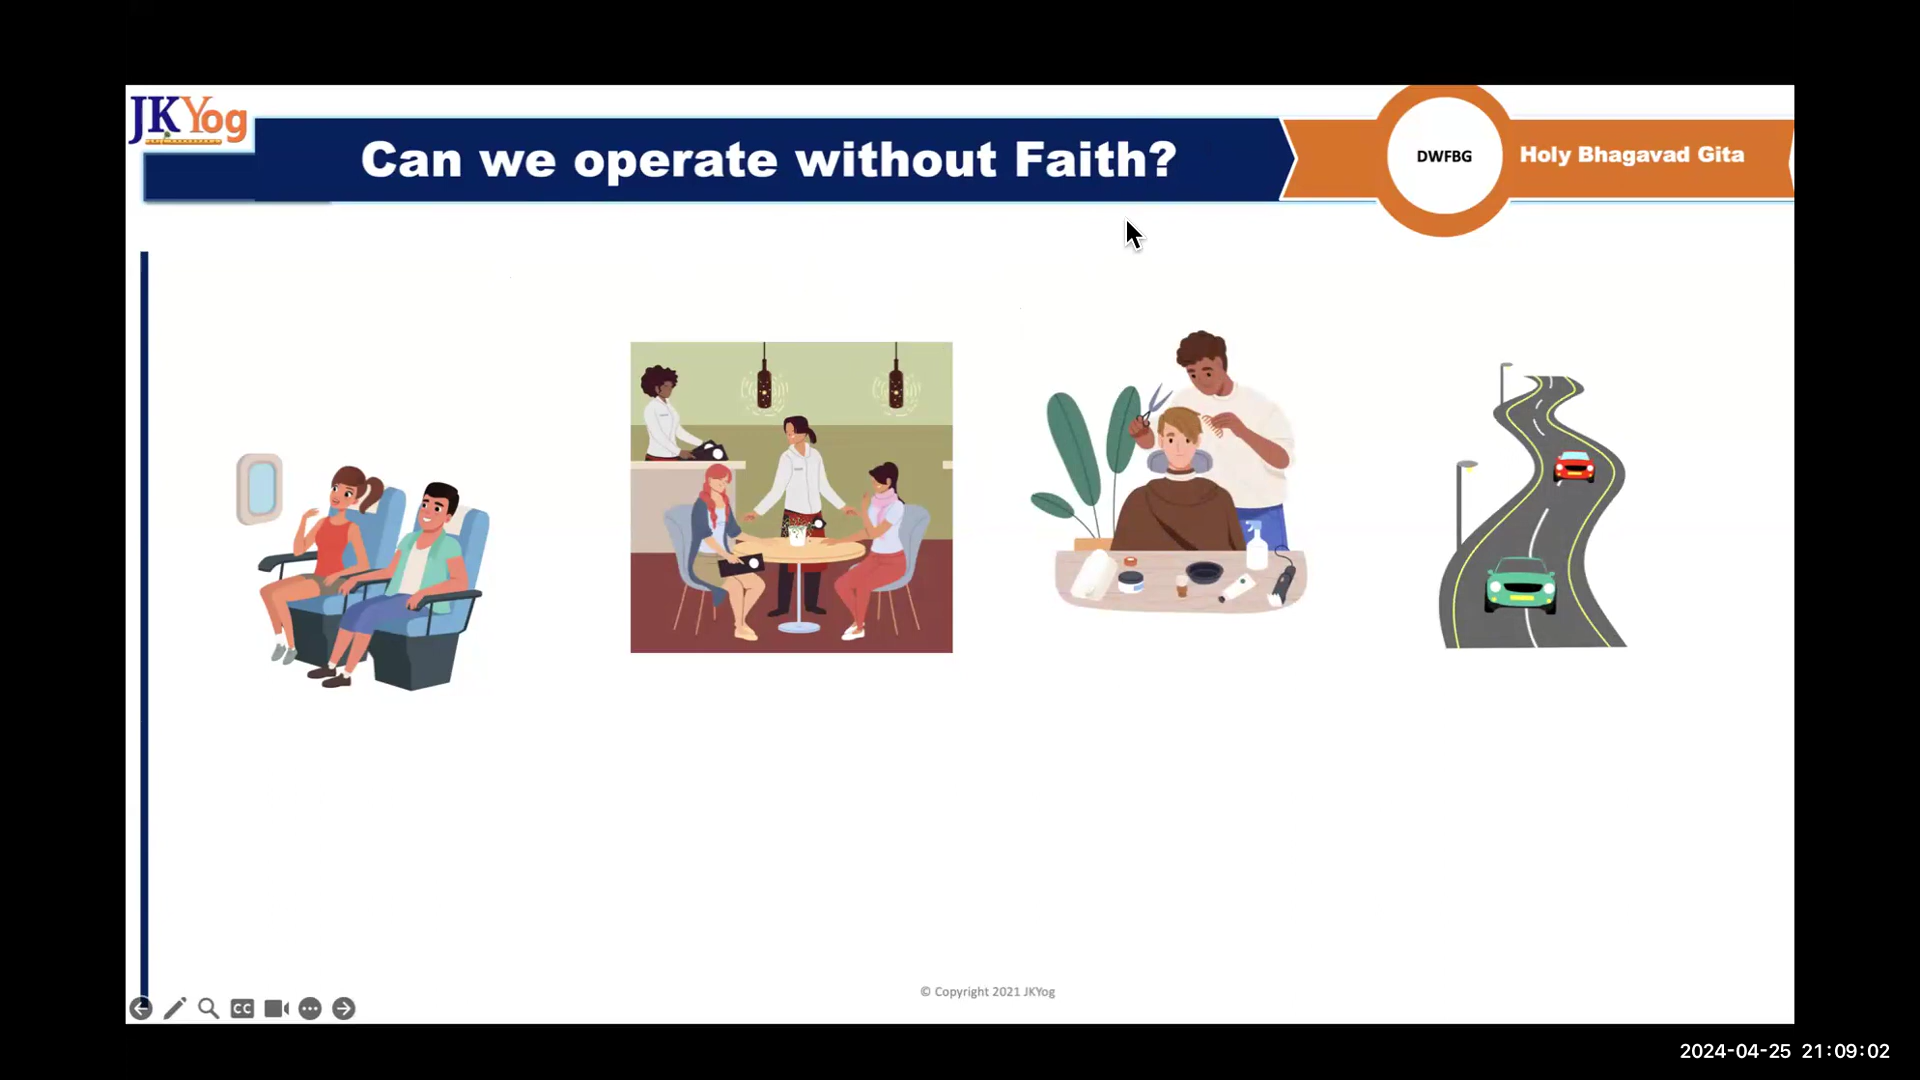 JKYog
Can we operate without Faith?
DWFBG
Holy Bhagavad Gita
© Copyright 2021 JKYog
CC
2024-04-25 21:09:02